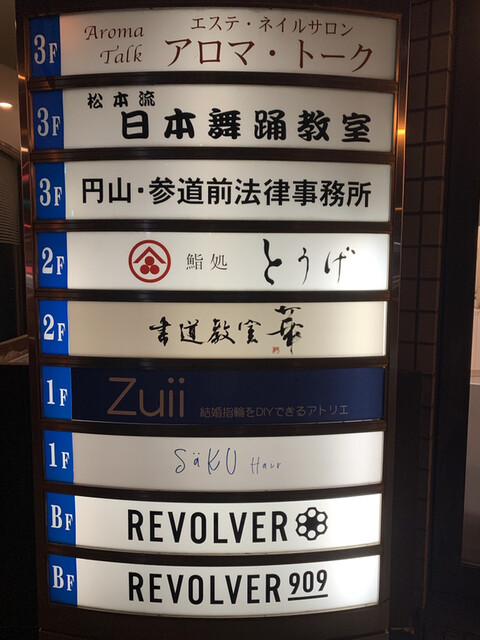 3F
Aroma Talk
エステ・ネイルサロン
アロマ・トーク
3F
松本流
日本舞踊教室
3F
円山・参道前法律事務所
2F
鮨処 とうげ
2F
書道教室 華
1F
Zuii 結婚指輪をDIYできるアトリエ
1F
SäKU Hair
BF
REVOLVER
BF
REVOLVER 909